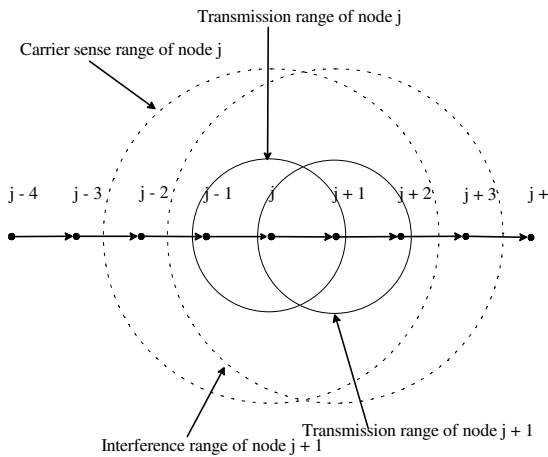 Transmission range of node j
Carrier sense range of node j
j - 4 j - 3 j - 2 j - 1 j j + 1 j + 2 j + 3 j +
Transmission range of node j + 1
Interference range of node j + 1